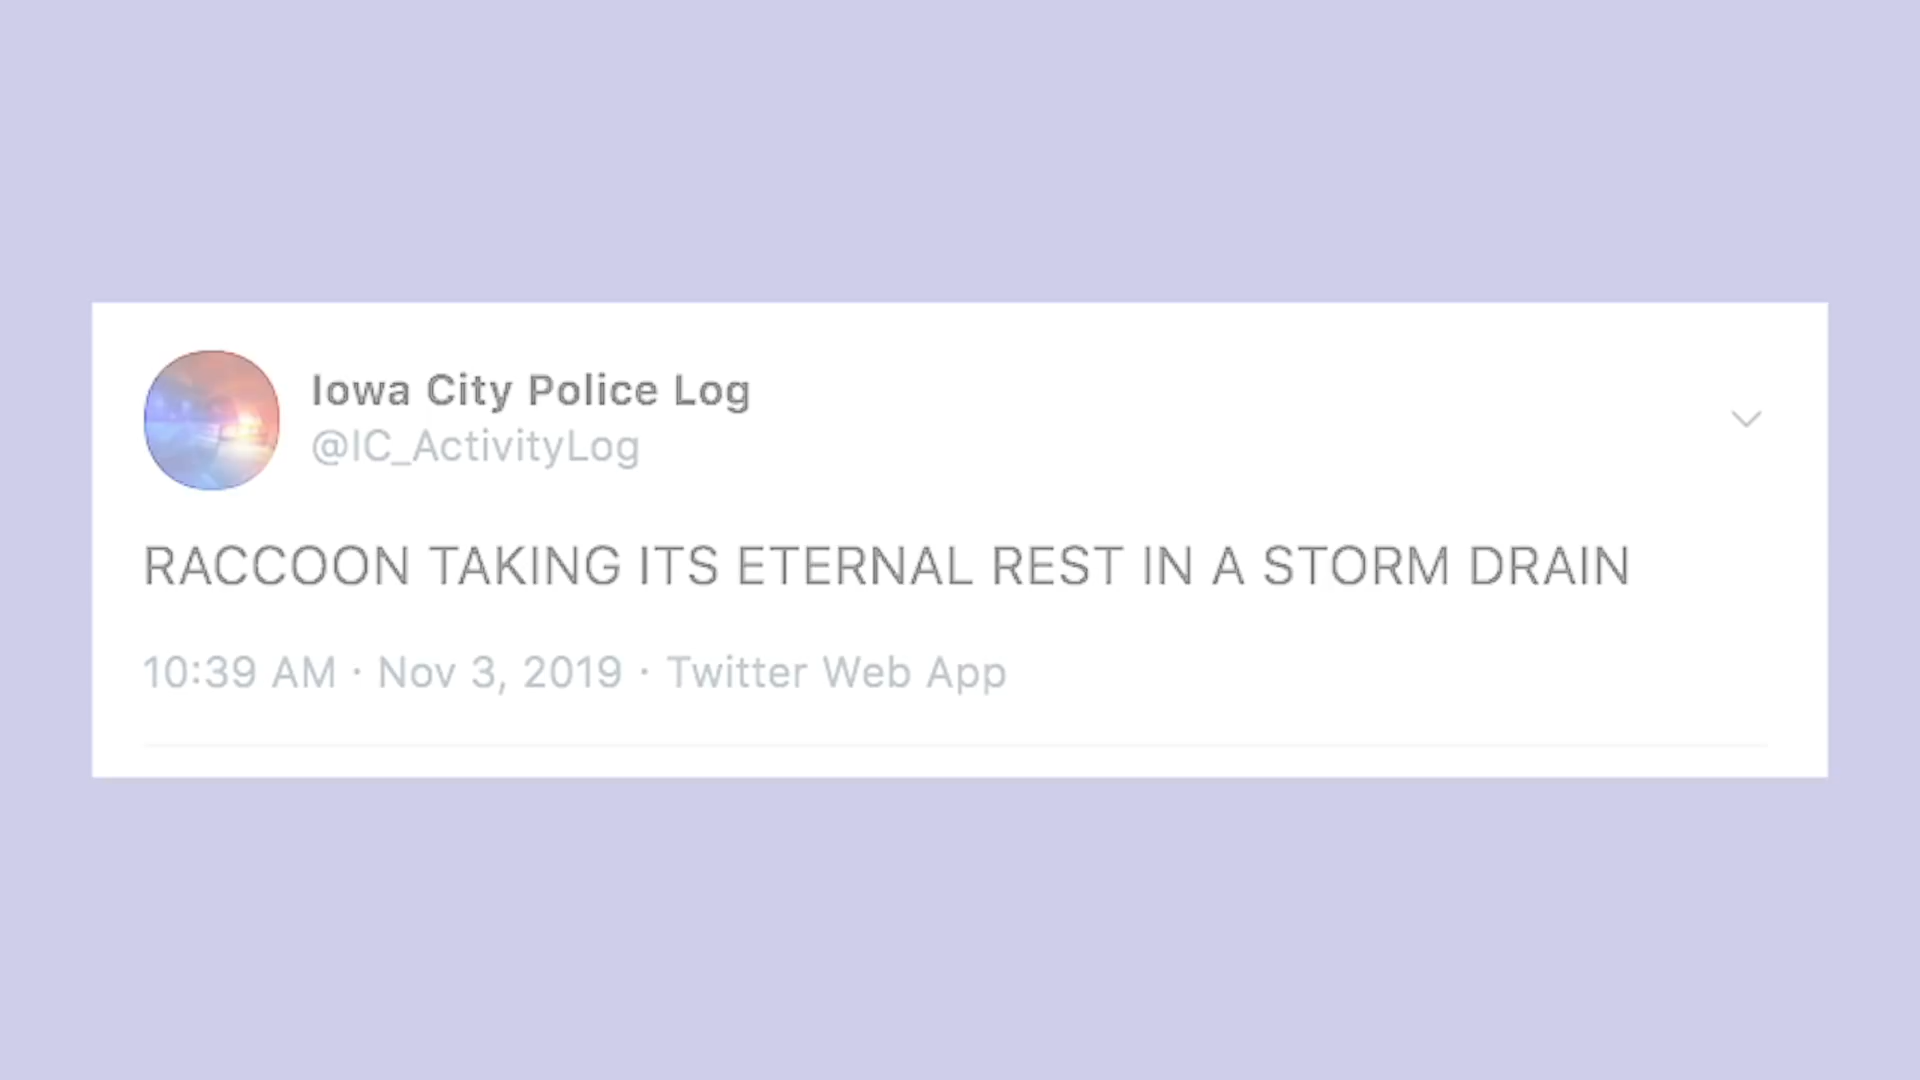 Iowa City Police Log
@IC_ActivityLog
RACCOON TAKING ITS ETERNAL REST IN A STORM DRAIN
10:39 AM · Nov 3, 2019 · Twitter Web App